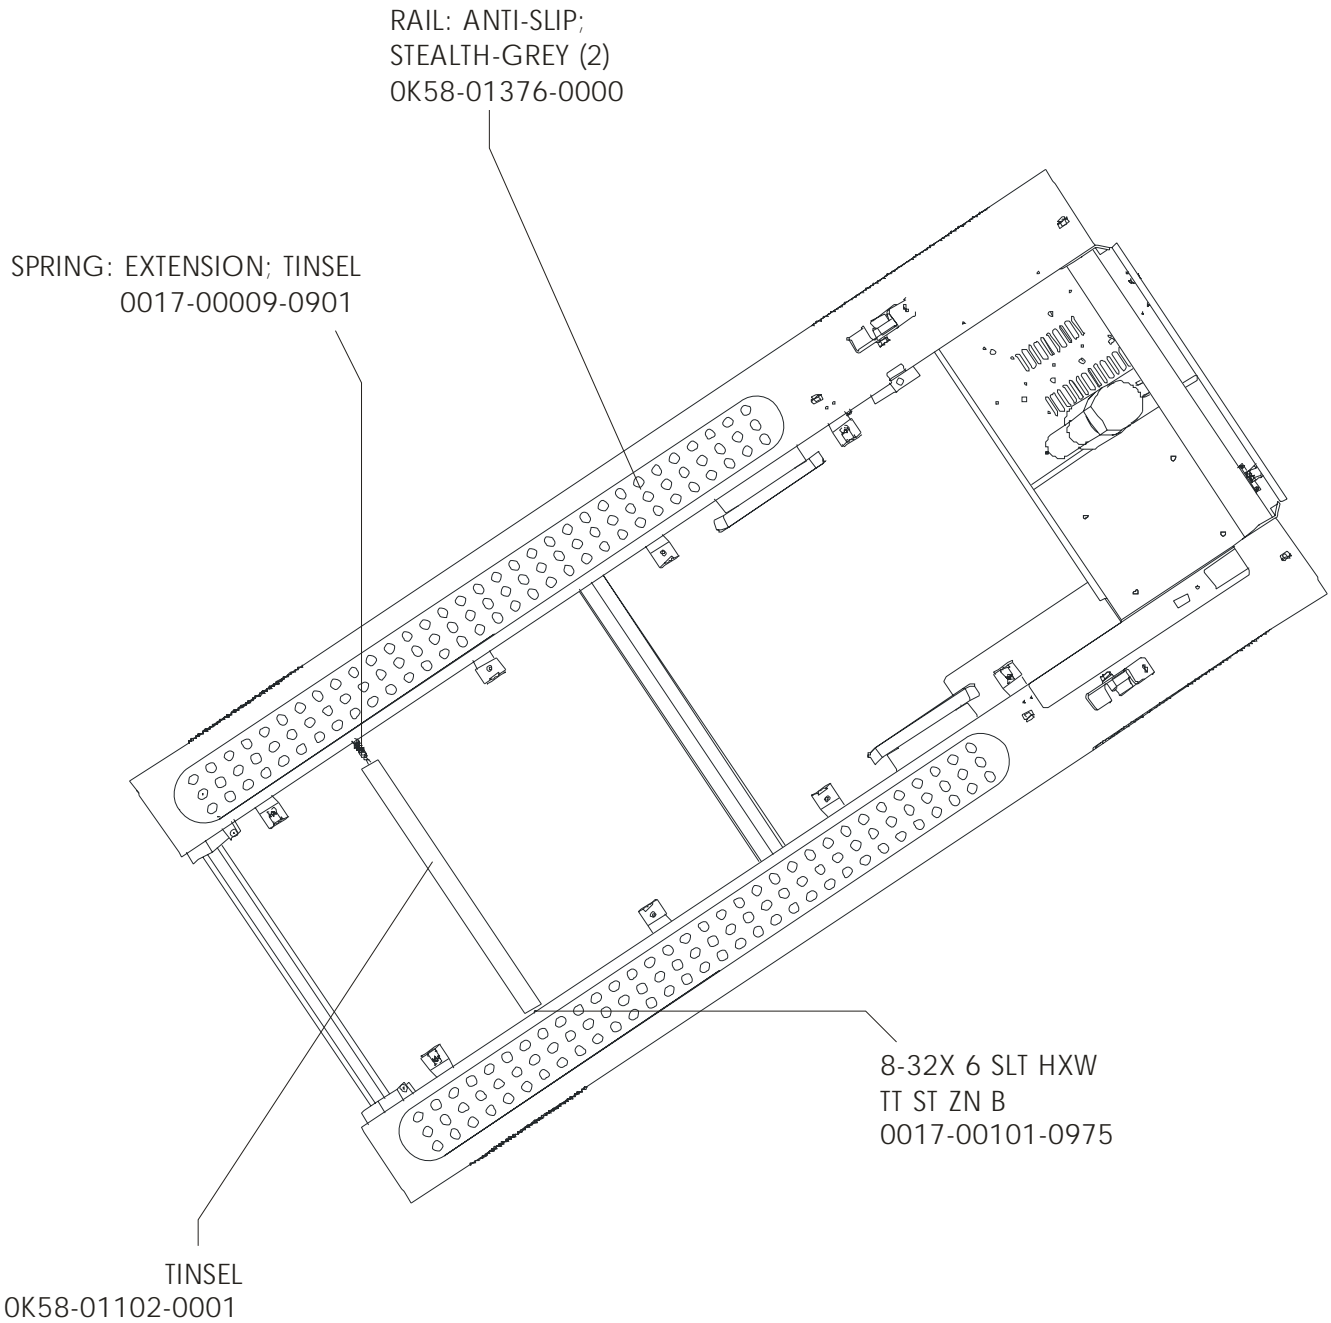 RAIL: ANTI-SLIP;
STEALTH-GREY (2)
0K58-01376-0000
SPRING: EXTENSION; TINSEL
0017-00009-0901
8-32X 6 SLT HXW
TT ST ZN B
0017-00101-0975
TINSEL
0K58-01102-0001